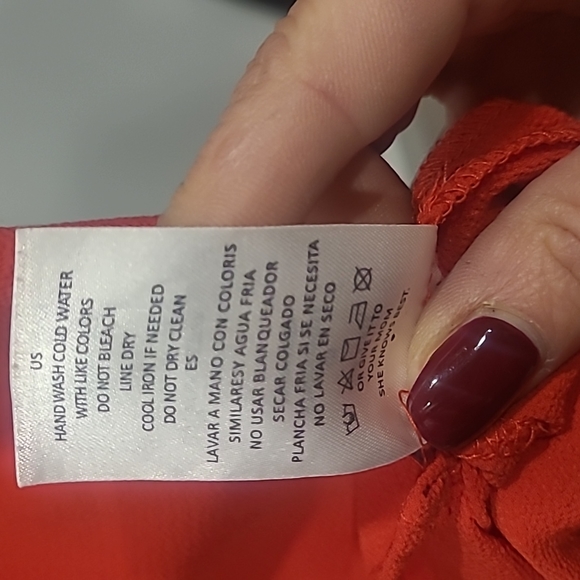 US
HAND WASH COLD WATER
WITH LIKE COLORS
DO NOT BLEACH
LINE DRY
COOL IRON IF NEEDED
DO NOT DRY CLEAN
ES
LAVAR A MANO CON COLORIS
SIMILARESY AGUA FRIA
NO USAR BLANQUEADOR
SECAR COLGADO
PLANCHA FRIA SI SE NECESITA
NO LAVAR EN SECO
OR GIVE IT TO
YOUR MOM
SHE KNOWS BEST.